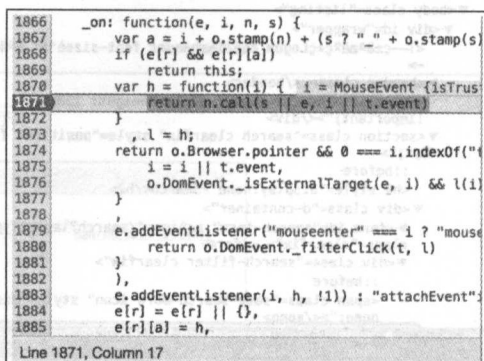 1866 _on: function(e, i, n, s) {
1867 var a = i + o.stamp(n) + (s ? "_" + o.stamp(s)
1868 if (e[r] && e[r][a])
1869 return this;
1870 var h = function(i) { i = MouseEvent {isTrus
1871 return n.call(s || e, i || t.event)
1872 }
1873 , l = h;
1874 return o.Browser.pointer && 0 === i.indexOf("t
1875 i = i || t.event,
1876 o.DomEvent._isExternalTarget(e, i) && l(i)
1877 }
1878 ,
1879 e.addEventListener("mouseenter" === i ? "mouse
1880 return o.DomEvent._filterClick(t, l)
1881 }
1882 ),
1883 e.addEventListener(i, h, !1)) : "attachEvent"i
1884 e[r] = e[r] || {},
1885 e[r][a] = h,
Line 1871, Column 17